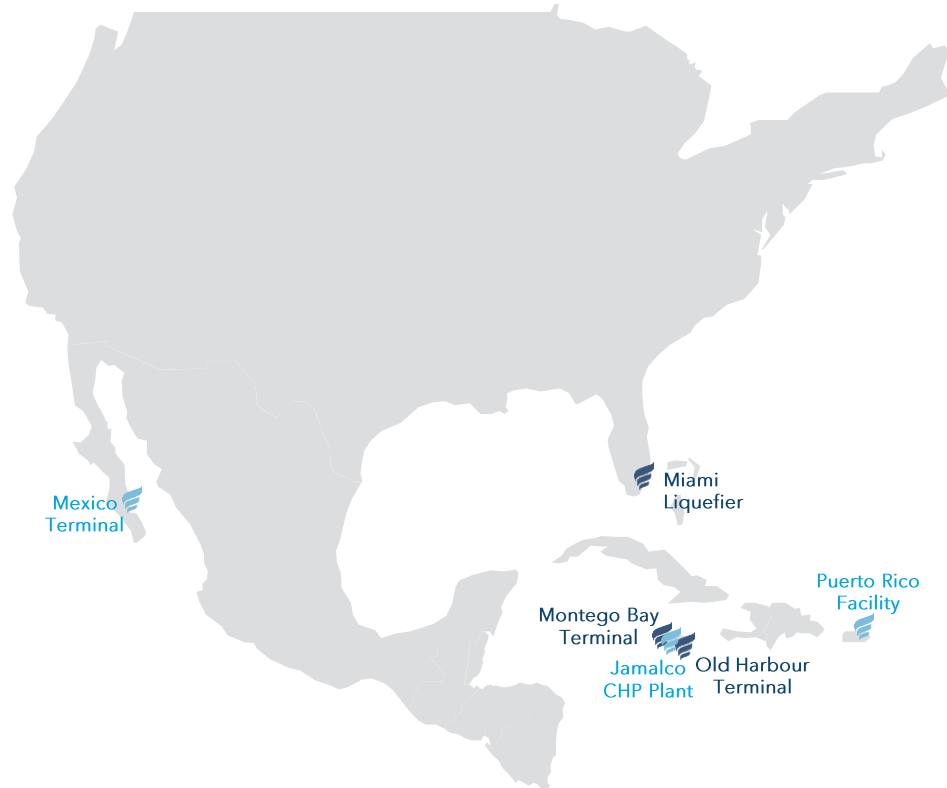 Miami
Liquefier
Mexico
Terminal
Puerto Rico
Facility
Montego Bay
Terminal
Jamalco
CHP Plant
Old Harbour
Terminal